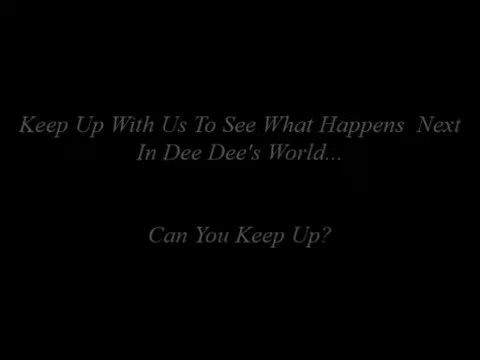 Keep Up With Us To See What Happens  Next
In Dee Dee's World...
Can You Keep Up?